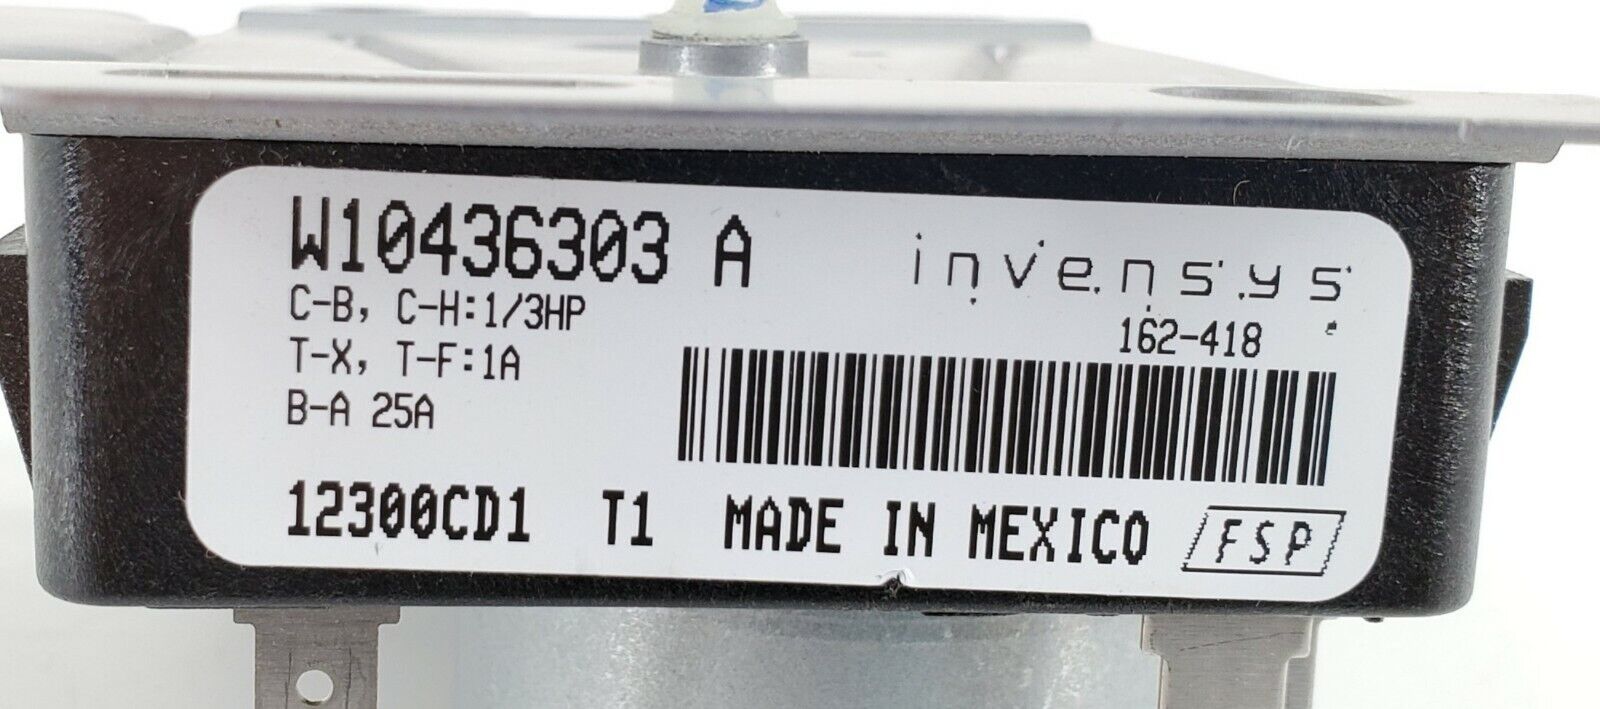 W10436303 A
invensys
C-B, C-H:1/3HP
162-418
T-X, T-F:1A
B-A 25A
12300CD1 T1 MADE IN MEXICO FSP